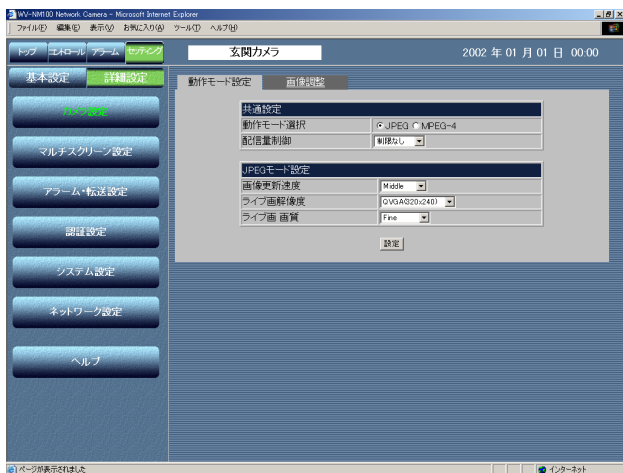 WV-NM100 Network Camera - Microsoft Internet Explorer
ファイル(F) 編集(E) 表示(V) お気に入り(A) ツール(T) ヘルプ(H)
トップ エイロール アラーム セッティング
玄関カメラ
2002 年 01 月 01 日 00:00
基本設定 詳細設定
動作モード設定 画像調整
カメラ設定
マルチスクリーン設定
アラーム・転送設定
認証設定
システム設定
ネットワーク設定
ヘルプ
共通設定
動作モード選択 JPEG MPEG-4
配信量制御 制限なし
JPEGモード設定
画像更新速度 Middle
ライブ画解像度 QVGA(320x240)
ライブ画 画質 Fine
設定
ページが表示されました
インターネット